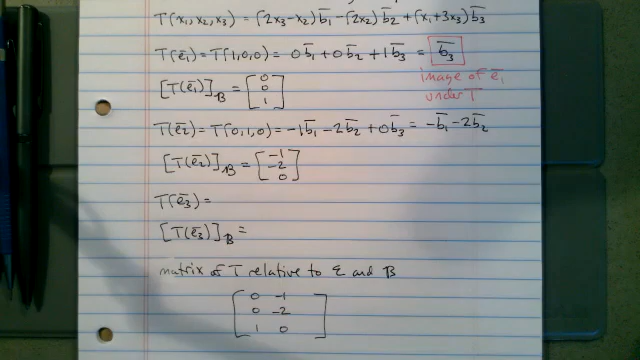 T(x₁, x₂, x₃) = (2x₃-x₂)b̄₁ - (2x₂)b̄₂ + (x₁+3x₃)b̄₃
T(ē₁) = T(1,0,0) = 0b̄₁ + 0b̄₂ + 1b̄₃ = b̄₃
image of ē₁
under T
[T(ē₁)]_B = [0 0 1]
T(ē₂) = T(0,1,0) = -1b̄₁ - 2b̄₂ + 0b̄₃ = -b̄₁ - 2b̄₂
[T(ē₂)]_B = [-1 -2 0]
T(ē₃) =
[T(ē₃)]_B =
matrix of T relative to ℰ and B
0 -1
0 -2
1 0